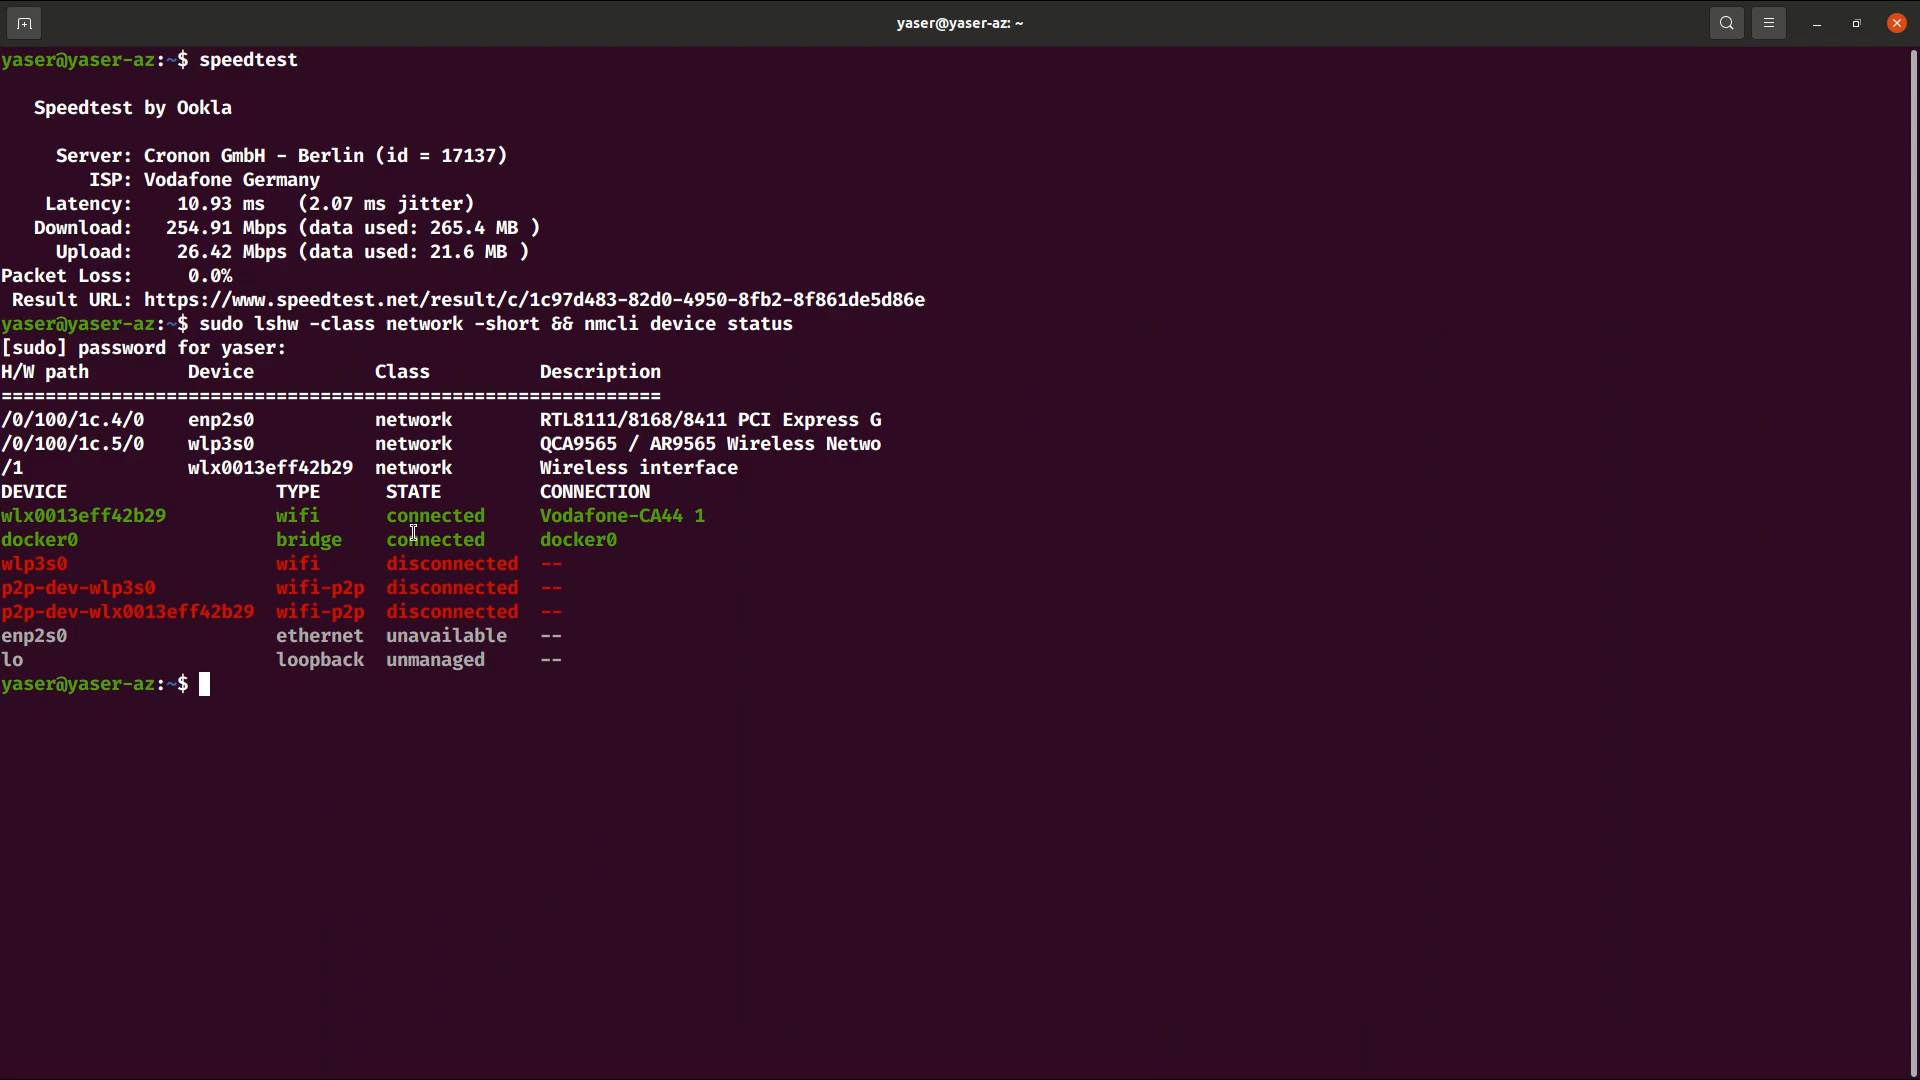 yaser@yaser-az: ~
yaser@yaser-az:~$ speedtest
Speedtest by Ookla
Server: Cronon GmbH - Berlin (id = 17137)
ISP: Vodafone Germany
Latency: 10.93 ms (2.07 ms jitter)
Download: 254.91 Mbps (data used: 265.4 MB )
Upload: 26.42 Mbps (data used: 21.6 MB )
Packet Loss: 0.0%
Result URL: https://www.speedtest.net/result/c/1c97d483-82d0-4950-8fb2-8f861de5d86e
yaser@yaser-az:~$ sudo lshw -class network -short && nmcli device status
[sudo] password for yaser:
H/W path Device Class Description
============================================================
/0/100/1c.4/0 enp2s0 network RTL8111/8168/8411 PCI Express G
/0/100/1c.5/0 wlp3s0 network QCA9565 / AR9565 Wireless Netwo
/1 wlx0013eff42b29 network Wireless interface
DEVICE TYPE STATE CONNECTION
wlx0013eff42b29 wifi connected Vodafone-CA44 1
docker0 bridge connected docker0
wlp3s0 wifi disconnected --
p2p-dev-wlp3s0 wifi-p2p disconnected --
p2p-dev-wlx0013eff42b29 wifi-p2p disconnected --
enp2s0 ethernet unavailable --
lo loopback unmanaged --
yaser@yaser-az:~$